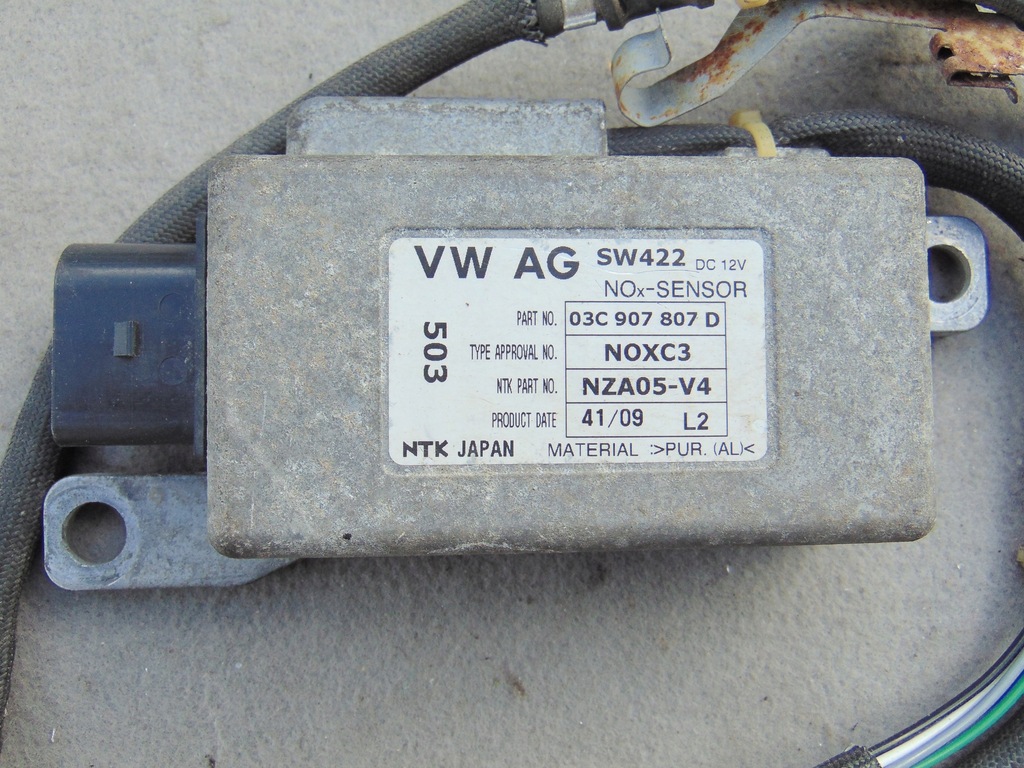 VW AG SW422 DC 12V
NOx-SENSOR
503
PART NO. 03C 907 807 D
TYPE APPROVAL NO. NOXC3
NTK PART NO. NZA05-V4
PRODUCT DATE 41/09 L2
NTK JAPAN MATERIAL :>PUR. (AL)<